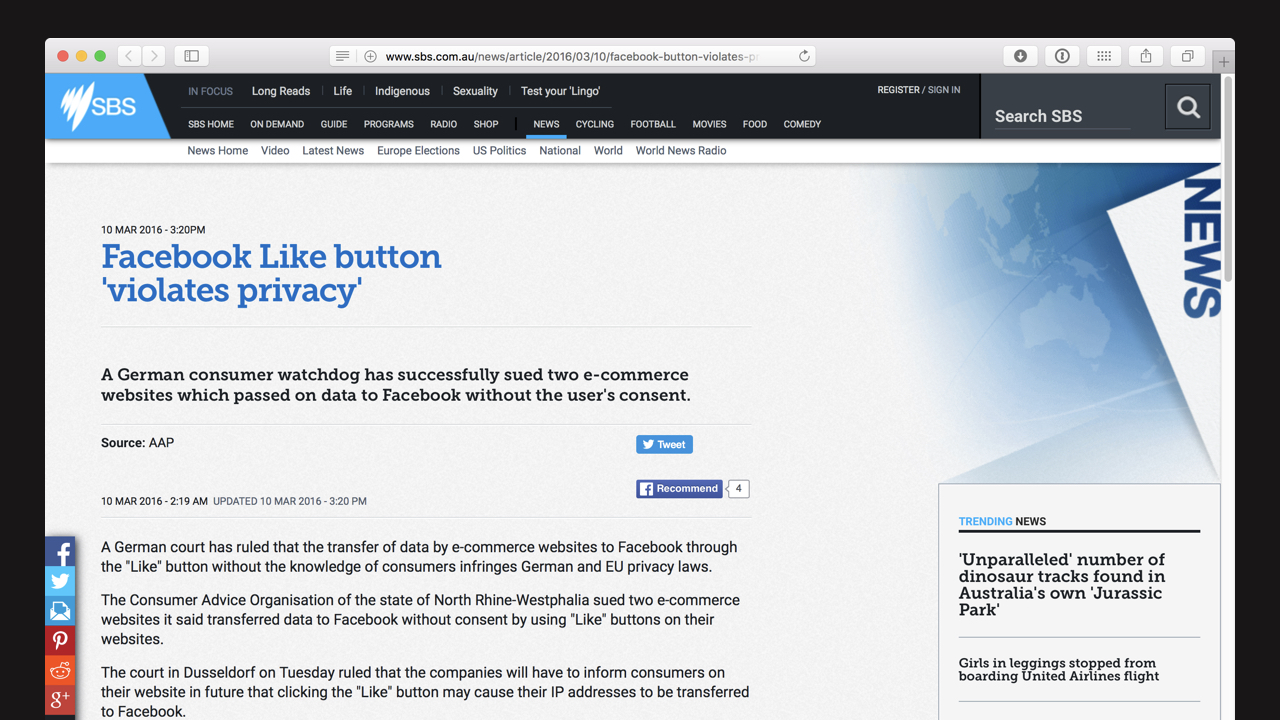 www.sbs.com.au/news/article/2016/03/10/facebook-button-violates-pr
SBS
IN FOCUS Long Reads Life Indigenous Sexuality Test your 'Lingo'
REGISTER / SIGN IN
Search SBS
SBS HOME ON DEMAND GUIDE PROGRAMS RADIO SHOP NEWS CYCLING FOOTBALL MOVIES FOOD COMEDY
News Home Video Latest News Europe Elections US Politics National World World News Radio
NEWS
10 MAR 2016 - 3:20PM
Facebook Like button
'violates privacy'
A German consumer watchdog has successfully sued two e-commerce
websites which passed on data to Facebook without the user's consent.
Source: AAP
Tweet
Recommend 4
10 MAR 2016 - 2:19 AM UPDATED 10 MAR 2016 - 3:20 PM
A German court has ruled that the transfer of data by e-commerce websites to Facebook through
the "Like" button without the knowledge of consumers infringes German and EU privacy laws.
The Consumer Advice Organisation of the state of North Rhine-Westphalia sued two e-commerce
websites it said transferred data to Facebook without consent by using "Like" buttons on their
websites.
The court in Dusseldorf on Tuesday ruled that the companies will have to inform consumers on
their website in future that clicking the "Like" button may cause their IP addresses to be transferred
to Facebook.
g+
TRENDING NEWS
'Unparalleled' number of
dinosaur tracks found in
Australia's own 'Jurassic
Park'
Girls in leggings stopped from
boarding United Airlines flight